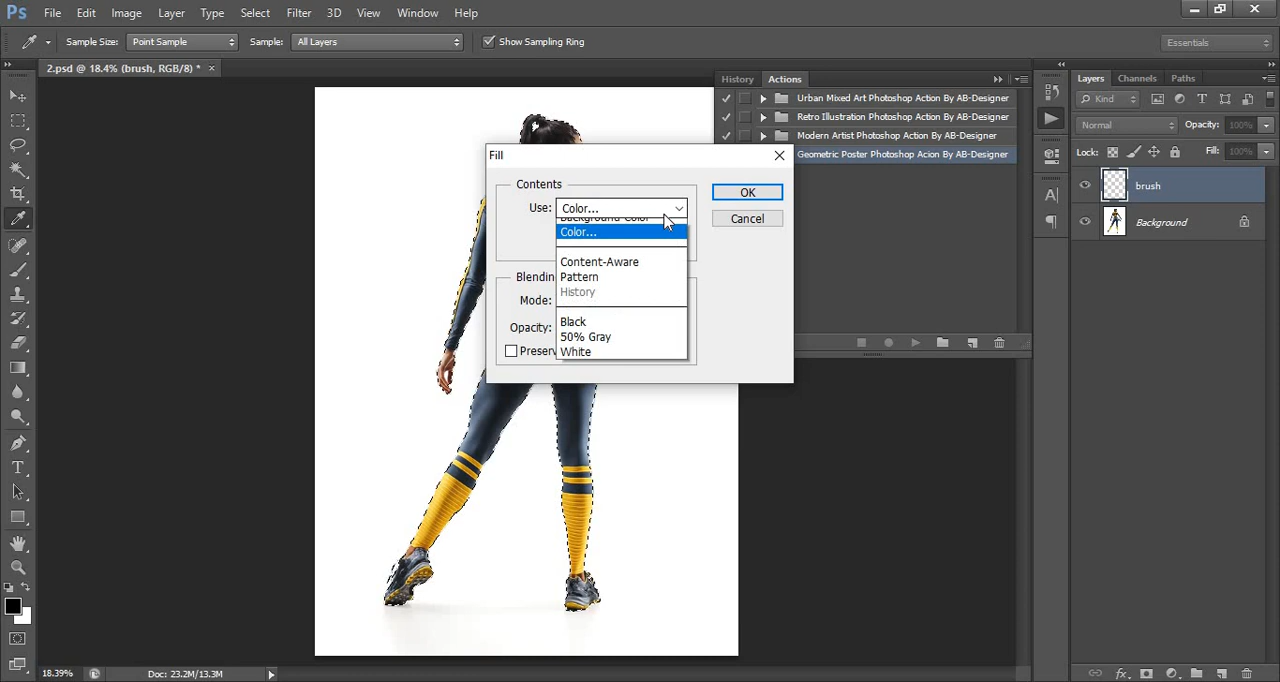 Ps File Edit Image Layer Type Select Filter 3D View Window Help
Sample Size: Point Sample Sample: All Layers Show Sampling Ring Essentials
2.psd @ 18.4% (brush, RGB/8) * ×
History Actions
Urban Mixed Art Photoshop Action By AB-Designer
Retro Illustration Photoshop Action By AB-Designer
Modern Artist Photoshop Action By AB-Designer
Geometric Poster Photoshop Acion By AB-Designer
Layers Channels Paths
Kind
Normal Opacity: 100%
Lock: Fill: 100%
brush
Background
Fill
Contents
Use: Color...
Background Color
Color...
Content-Aware
Pattern
History
Black
50% Gray
White
Blending
Mode:
Opacity:
Preserv
OK
Cancel
18.39% Doc: 23.2M/13.3M